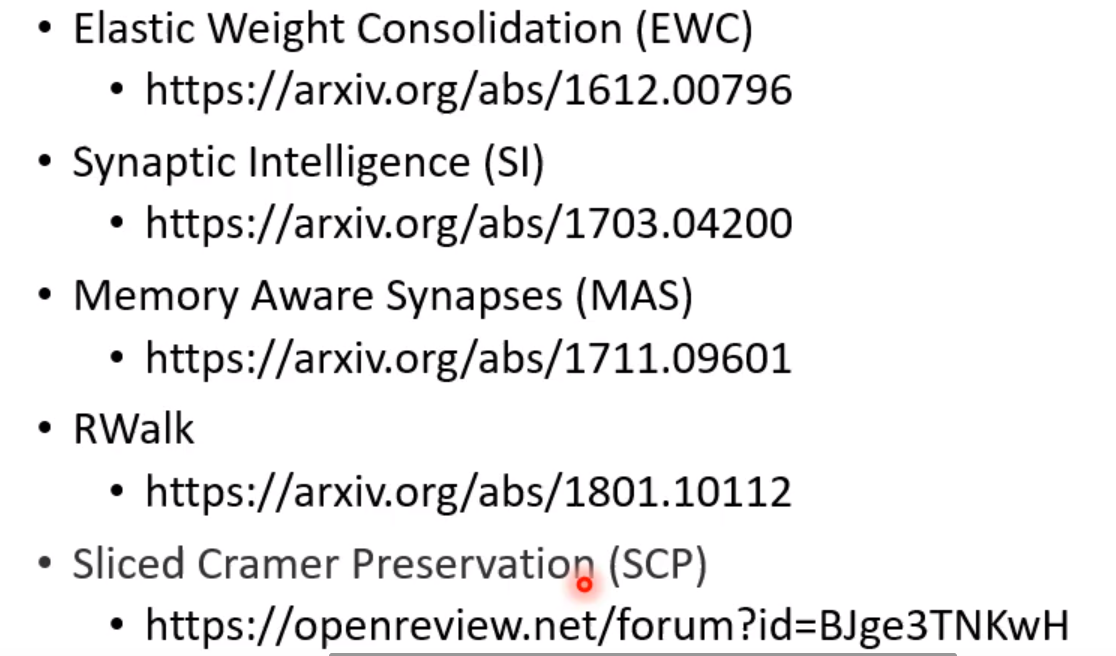 • Elastic Weight Consolidation (EWC)
• https://arxiv.org/abs/1612.00796
• Synaptic Intelligence (SI)
• https://arxiv.org/abs/1703.04200
• Memory Aware Synapses (MAS)
• https://arxiv.org/abs/1711.09601
• RWalk
• https://arxiv.org/abs/1801.10112
• Sliced Cramer Preservation (SCP)
• https://openreview.net/forum?id=BJge3TNKwH